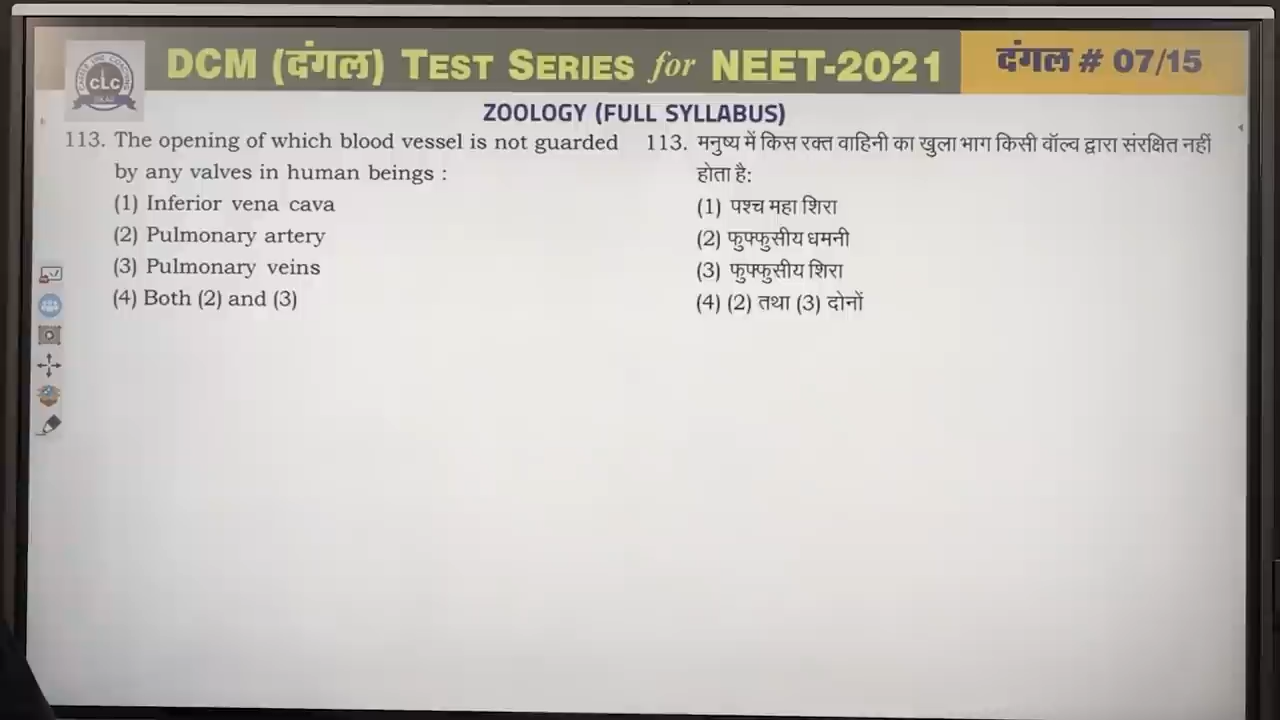 DCM (दंगल) TEST SERIES for NEET-2021
दंगल # 07/15
CLC
ZOOLOGY (FULL SYLLABUS)
113. The opening of which blood vessel is not guarded
by any valves in human beings :
(1) Inferior vena cava
(2) Pulmonary artery
(3) Pulmonary veins
(4) Both (2) and (3)
113. मनुष्य में किस रक्त वाहिनी का खुला भाग किसी वॉल्व द्वारा संरक्षित नहीं
होता है:
(1) पश्च महा शिरा
(2) फुफ्फुसीय धमनी
(3) फुफ्फुसीय शिरा
(4) (2) तथा (3) दोनों